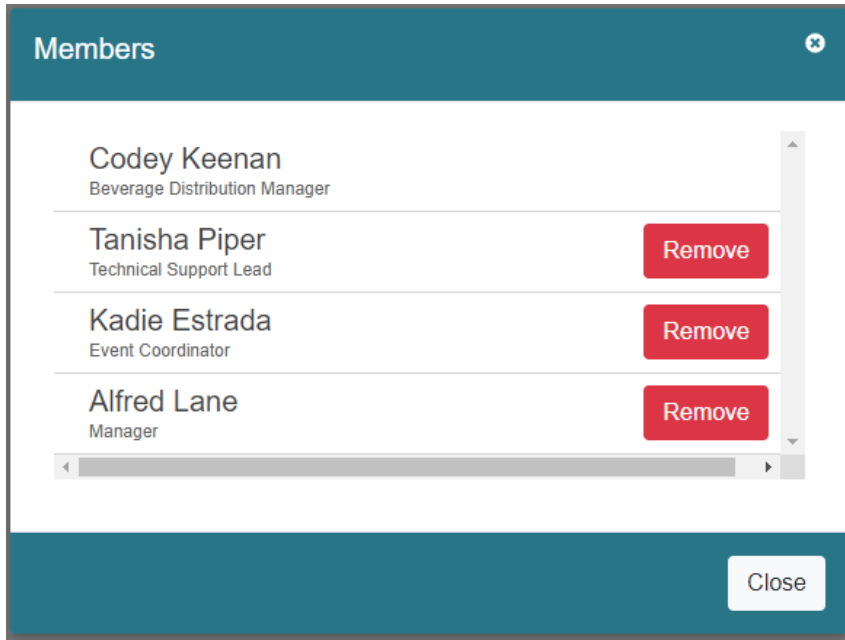 Members
Codey Keenan
Beverage Distribution Manager
Tanisha Piper
Technical Support Lead
Remove
Kadie Estrada
Event Coordinator
Remove
Alfred Lane
Manager
Remove
Close